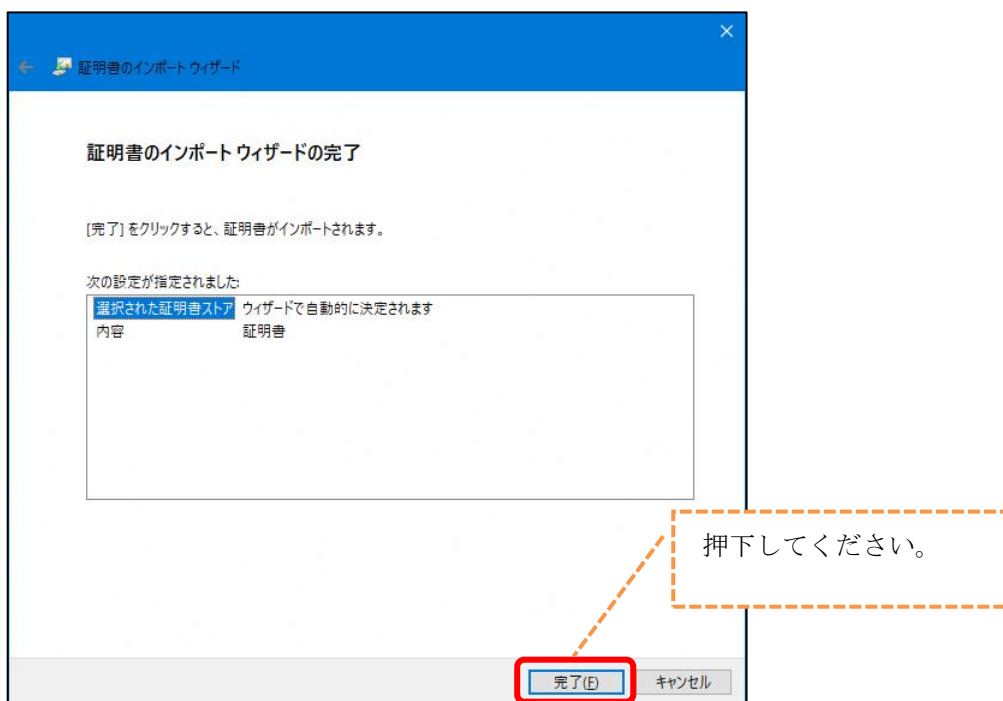 証明書のインポート ウィザード
証明書のインポート ウィザードの完了
[完了] をクリックすると、証明書がインポートされます。
次の設定が指定されました:
選択された証明書ストア ウィザードで自動的に決定されます
内容 証明書
押下してください。
完了(F) キャンセル